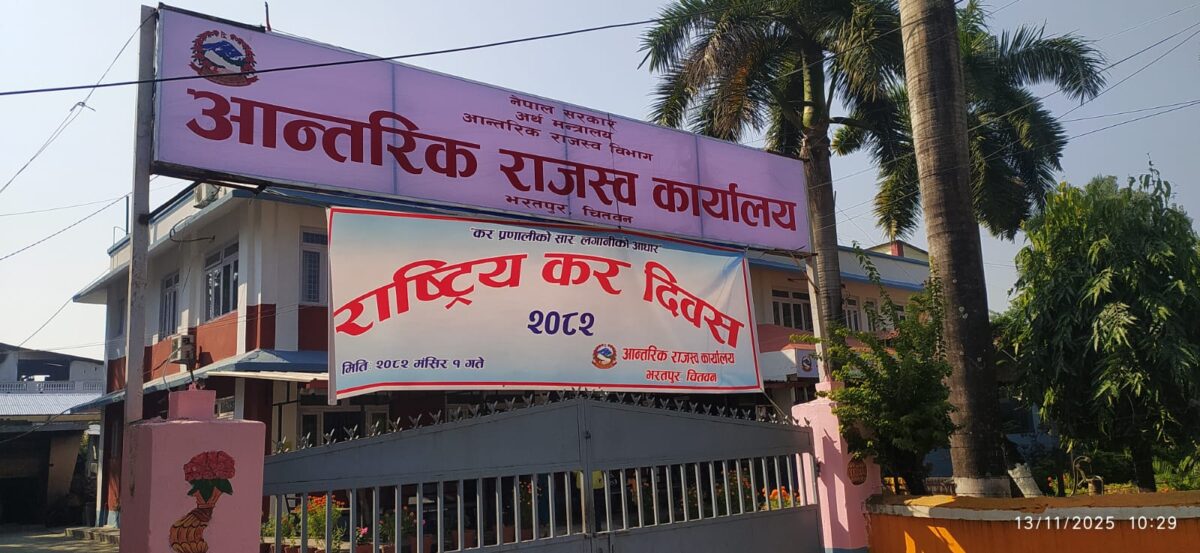 नेपाल सरकार
अर्थ मन्त्रालय
आन्तरिक राजस्व विभाग
आन्तरिक राजस्व कार्यालय
भरतपुर, चितवन
"कर प्रणालीको सार लगानीको आधार"
राष्ट्रिय कर दिवस
२०८२
मितिः २०८२ मंसिर १ गते
आन्तरिक राजस्व कार्यालय
भरतपुर चितवन
13/11/2025 10:29